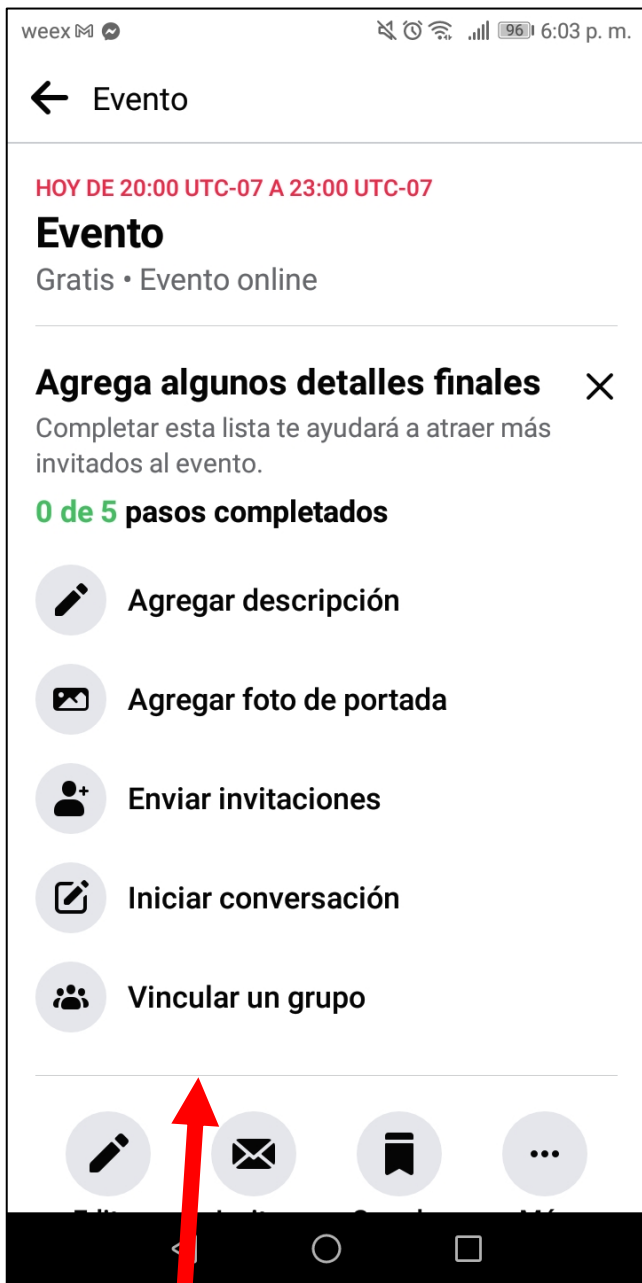 weex 96 6:03 p. m.
Evento
HOY DE 20:00 UTC-07 A 23:00 UTC-07
Evento
Gratis • Evento online
Agrega algunos detalles finales
Completar esta lista te ayudará a atraer más
invitados al evento.
0 de 5 pasos completados
Agregar descripción
Agregar foto de portada
Enviar invitaciones
Iniciar conversación
Vincular un grupo